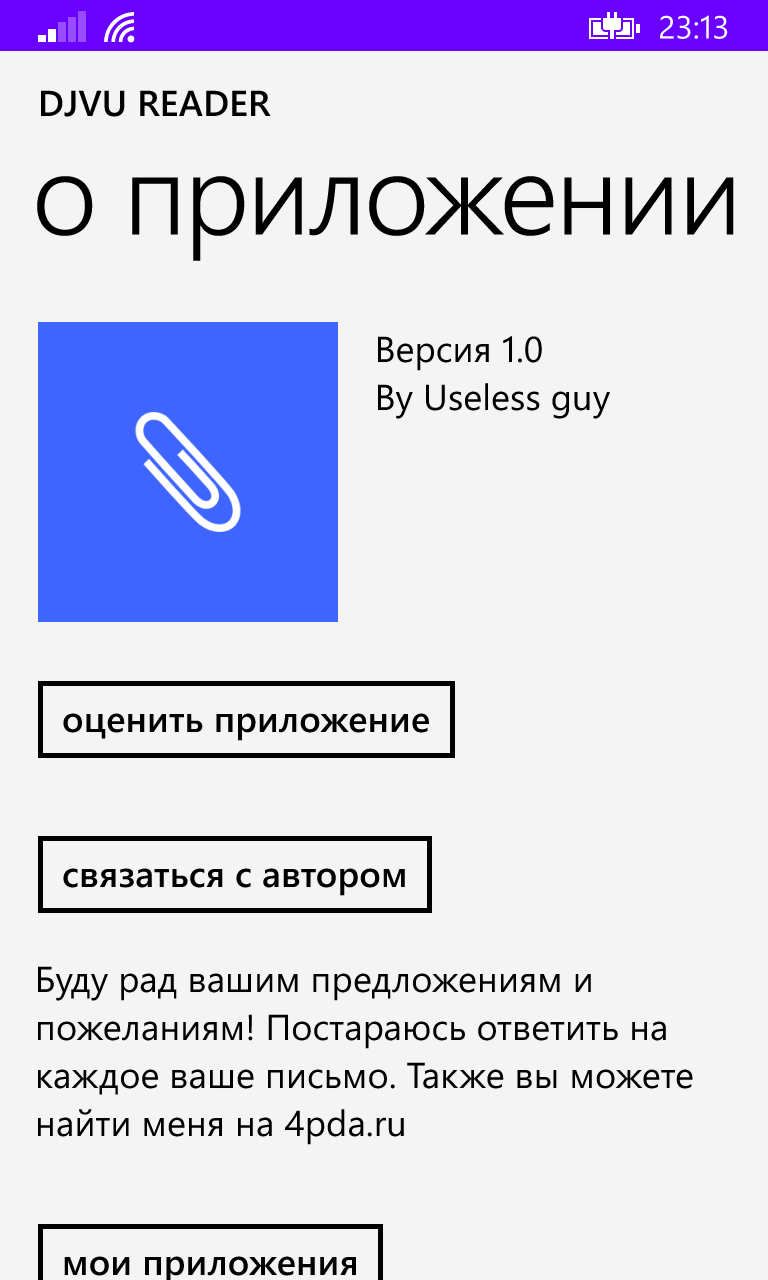 23:13
DJVU READER
о приложении
Версия 1.0
By Useless guy
оценить приложение
связаться с автором
Буду рад вашим предложениям и
пожеланиям! Постараюсь ответить на
каждое ваше письмо. Также вы можете
найти меня на 4pda.ru
мои приложения